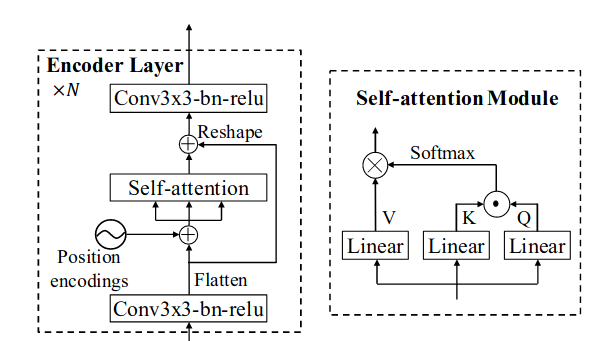 Encoder Layer
×N
Conv3x3-bn-relu
Reshape
Self-attention
Position
encodings
Flatten
Conv3x3-bn-relu
Self-attention Module
Softmax
V
K
Q
Linear
Linear
Linear